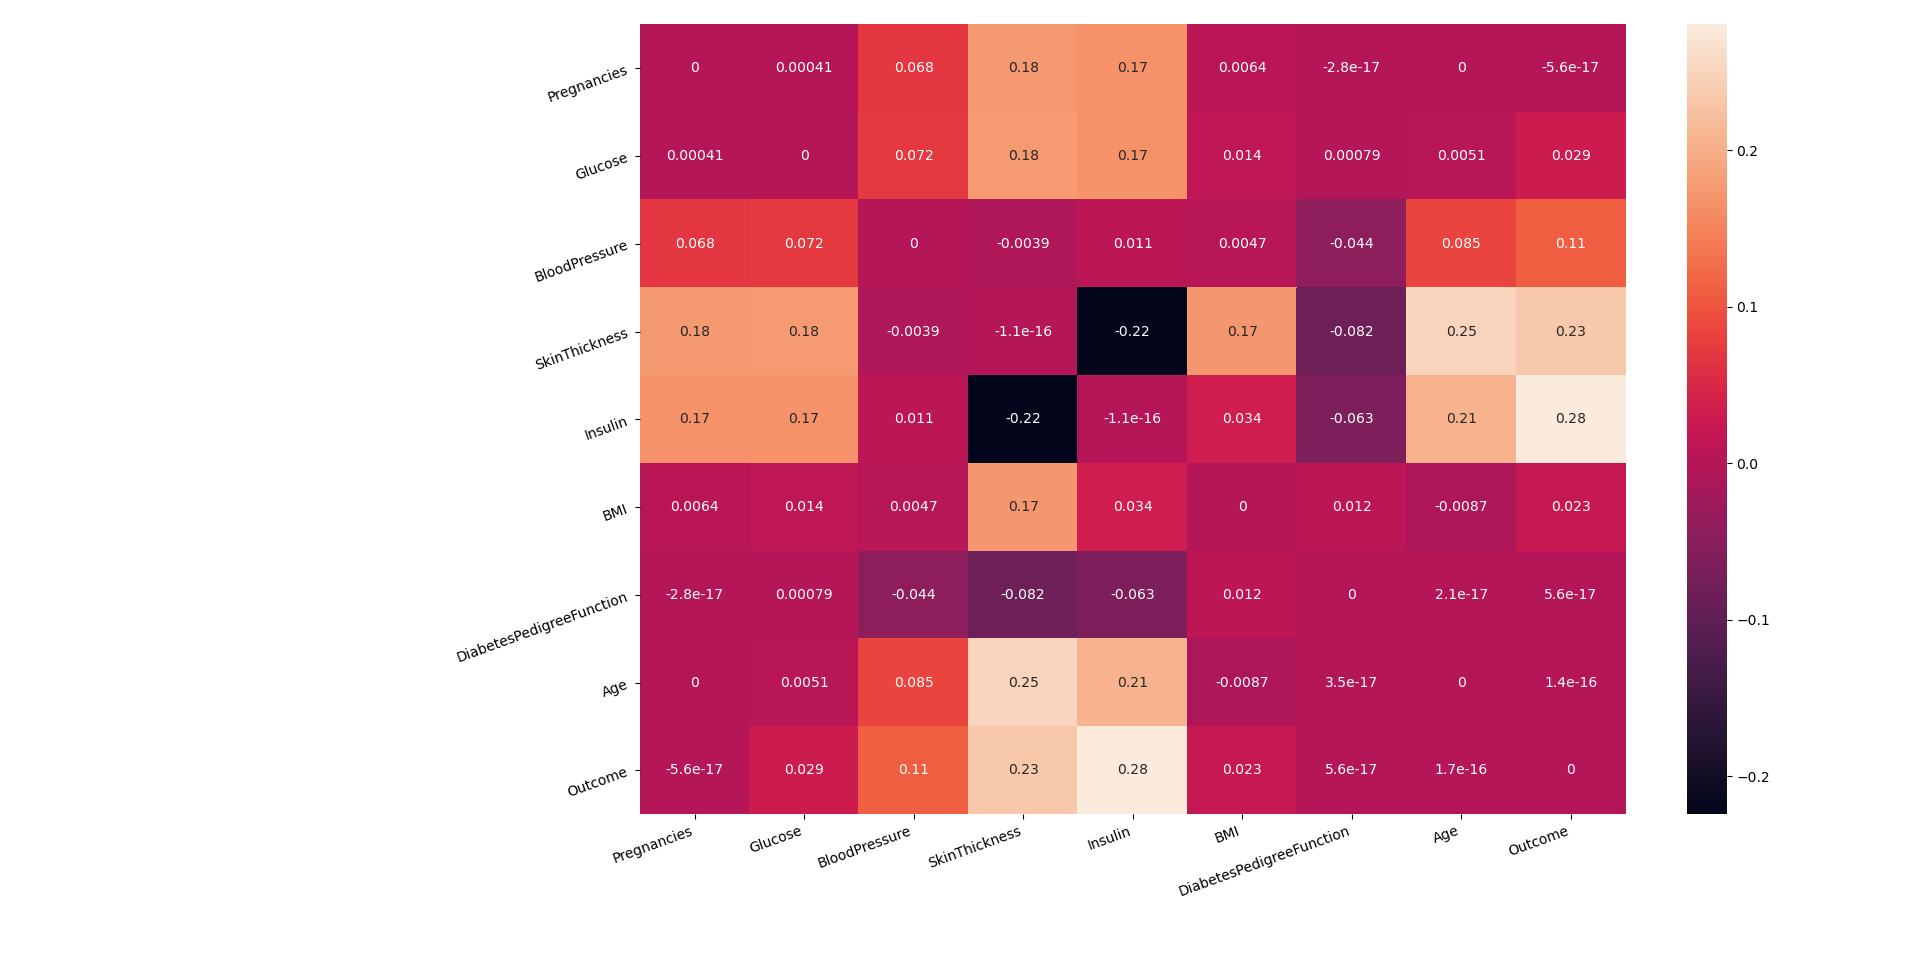 Pregnancies 0 0.00041 0.068 0.18 0.17 0.0064 -2.8e-17 0 -5.6e-17
Glucose 0.00041 0 0.072 0.18 0.17 0.014 0.00079 0.0051 0.029
BloodPressure 0.068 0.072 0 -0.0039 0.011 0.0047 -0.044 0.085 0.11
SkinThickness 0.18 0.18 -0.0039 -1.1e-16 -0.22 0.17 -0.082 0.25 0.23
Insulin 0.17 0.17 0.011 -0.22 -1.1e-16 0.034 -0.063 0.21 0.28
BMI 0.0064 0.014 0.0047 0.17 0.034 0 0.012 -0.0087 0.023
DiabetesPedigreeFunction -2.8e-17 0.00079 -0.044 -0.082 -0.063 0.012 0 2.1e-17 5.6e-17
Age 0 0.0051 0.085 0.25 0.21 -0.0087 3.5e-17 0 1.4e-16
Outcome -5.6e-17 0.029 0.11 0.23 0.28 0.023 5.6e-17 1.7e-16 0
Pregnancies Glucose BloodPressure SkinThickness Insulin BMI DiabetesPedigreeFunction Age Outcome
0.2
0.1
0.0
−0.1
−0.2